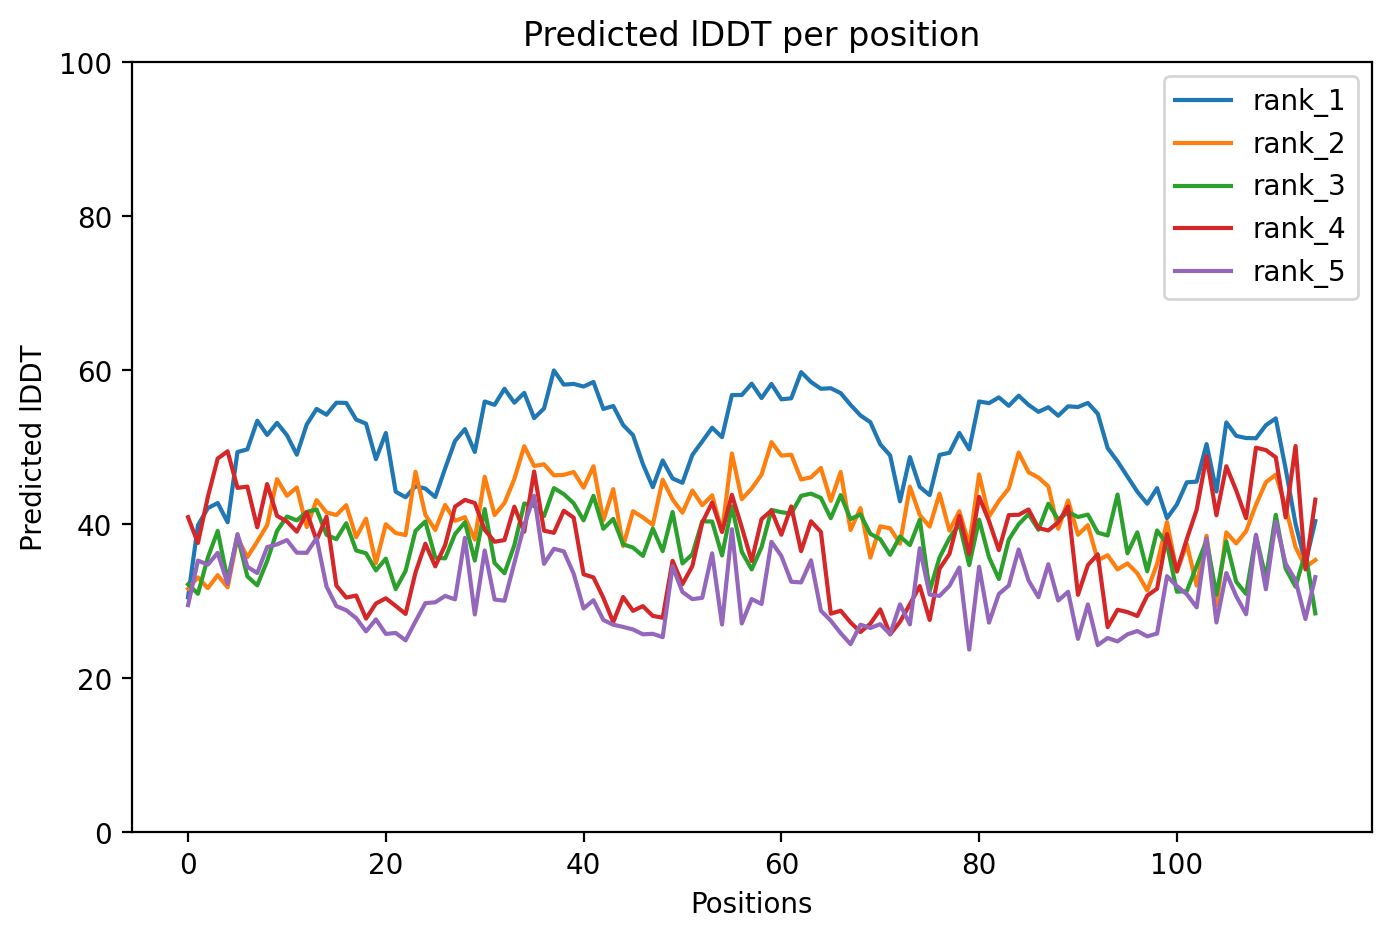 Predicted lDDT per position
100
80
60
40
20
0
Predicted lDDT
rank_1
rank_2
rank_3
rank_4
rank_5
0 20 40 60 80 100
Positions